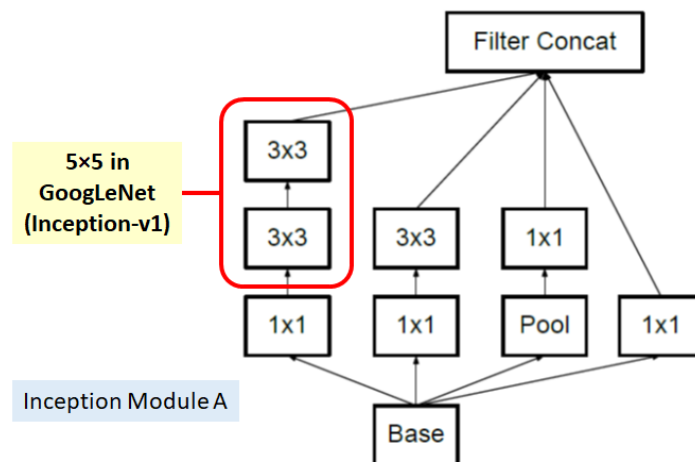 Filter Concat
3x3
5×5 in
GoogLeNet
(Inception-v1)
3x3
3x3
1x1
1x1
1x1
Pool
1x1
Inception Module A
Base